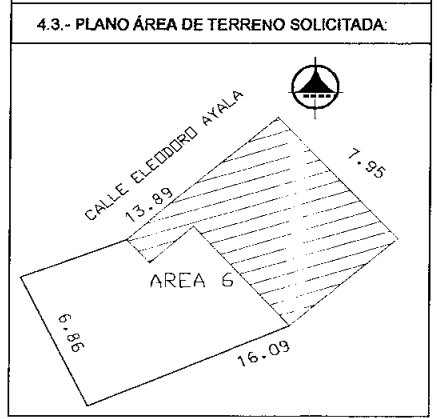 4.3.- PLANO ÁREA DE TERRENO SOLICITADA:
CALLE ELEODORO AYALA
13.89
7.95
AREA 6
6.86
16.09